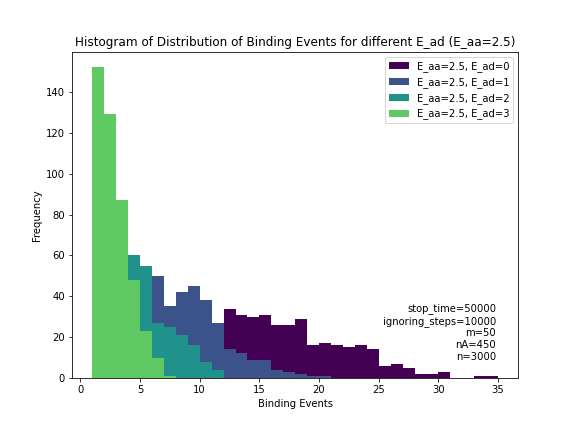 Histogram of Distribution of Binding Events for different E_ad (E_aa=2.5)
E_aa=2.5, E_ad=0
E_aa=2.5, E_ad=1
E_aa=2.5, E_ad=2
E_aa=2.5, E_ad=3
140
120
100
80
60
40
20
0
Frequency
stop_time=50000
ignoring_steps=10000
m=50
nA=450
n=3000
0 5 10 15 20 25 30 35
Binding Events